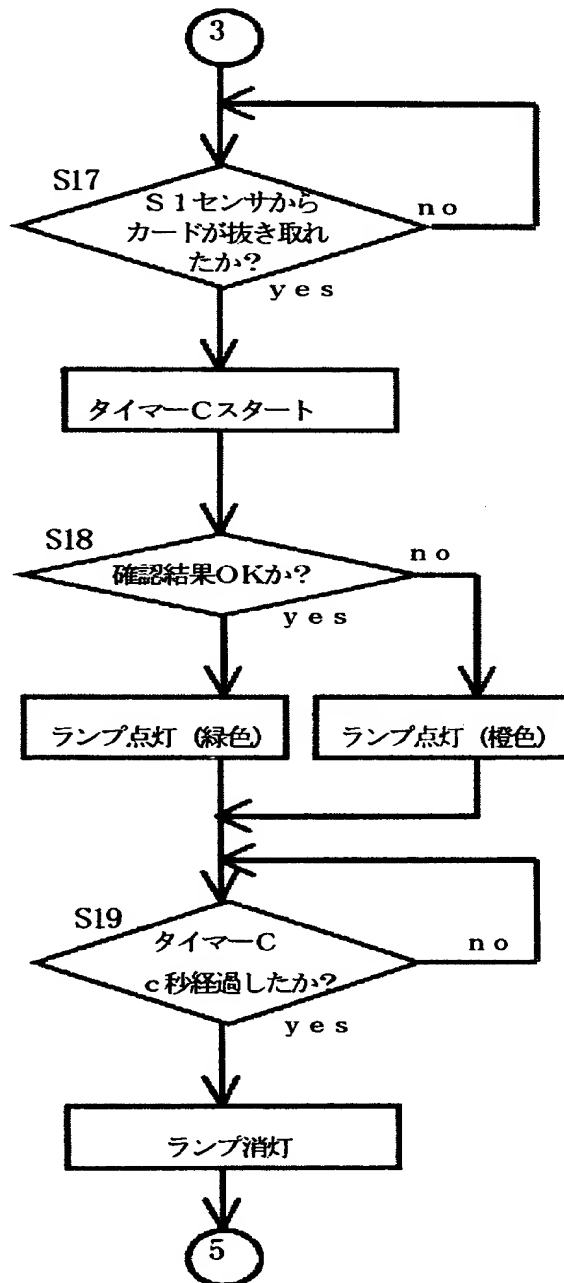 3
S17
S1センサから
カードが抜き取れ
たか?
no
yes
タイマーCスタート
S18
確認結果OKか?
no
yes
ランプ点灯(緑色)
ランプ点灯(橙色)
S19
タイマーC
c秒経過したか?
no
yes
ランプ消灯
5